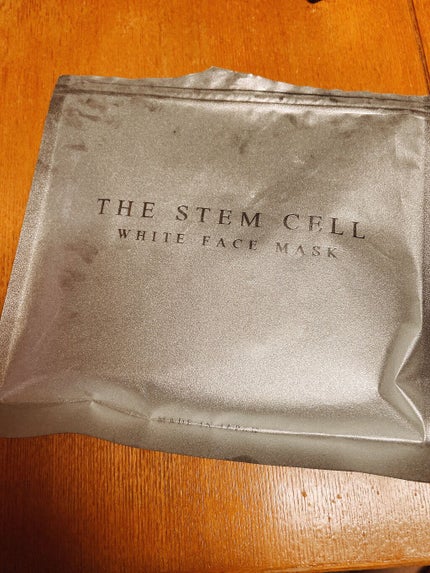 THE STEM CELL
WHITE FACE MASK
MADE IN JAPAN